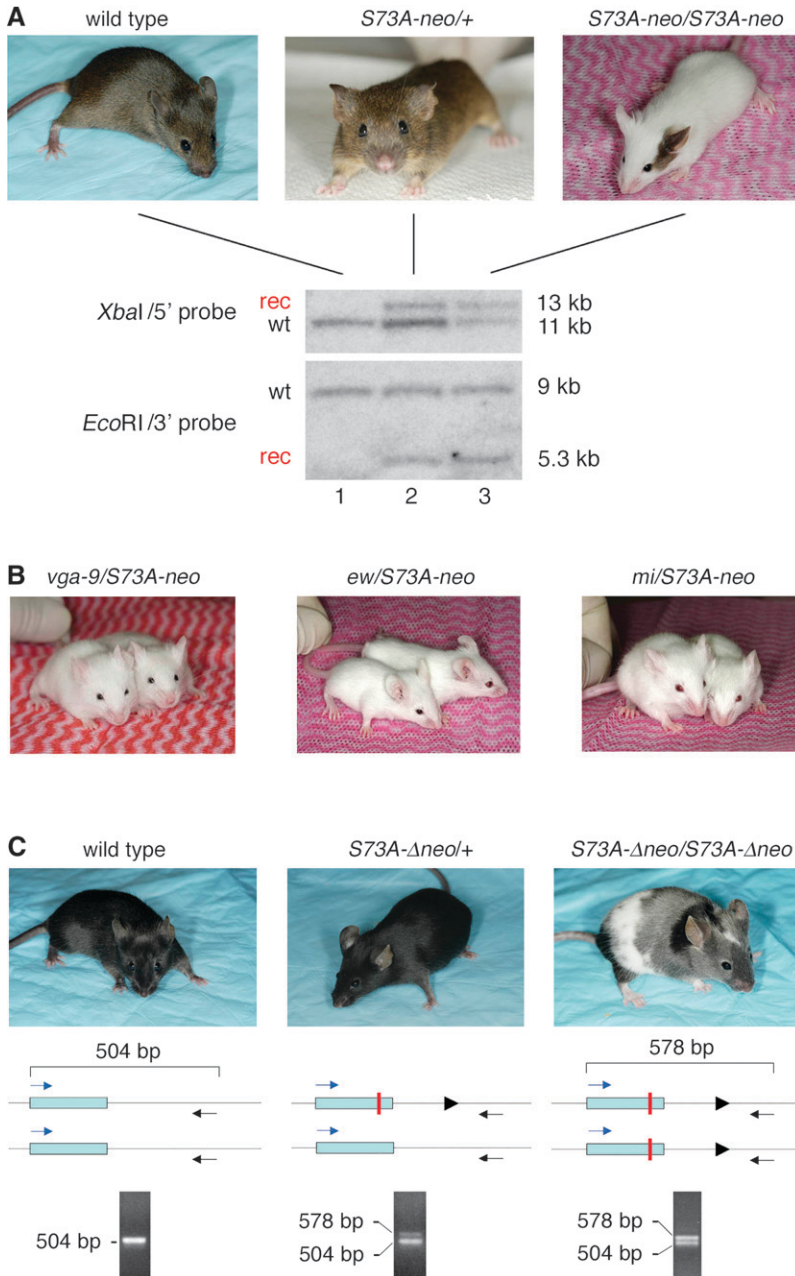 A wild type S73A-neo/+ S73A-neo/S73A-neo
XbaI/5' probe rec 13 kb
wt 11 kb
EcoRI/3' probe wt 9 kb
rec 5.3 kb
1 2 3
B vga-9/S73A-neo ew/S73A-neo mi/S73A-neo
C wild type S73A-Δneo/+ S73A-Δneo/S73A-Δneo
504 bp 578 bp
578 bp 578 bp
504 bp 504 bp 504 bp